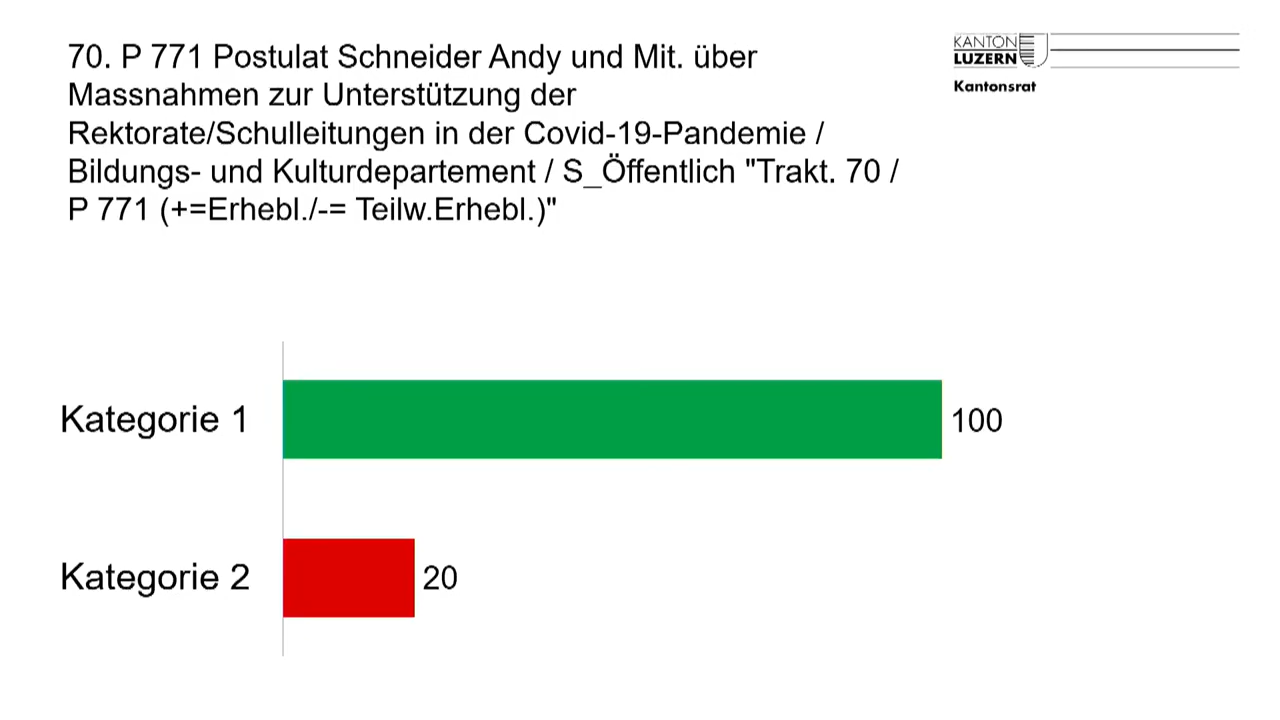 70. P 771 Postulat Schneider Andy und Mit. über
Massnahmen zur Unterstützung der
Rektorate/Schulleitungen in der Covid-19-Pandemie /
Bildungs- und Kulturdepartement / S_Öffentlich "Trakt. 70 /
P 771 (+=Erhebl./-= Teilw.Erhebl.)"
KANTON
LUZERN
Kantonsrat
Kategorie 1
100
Kategorie 2
20